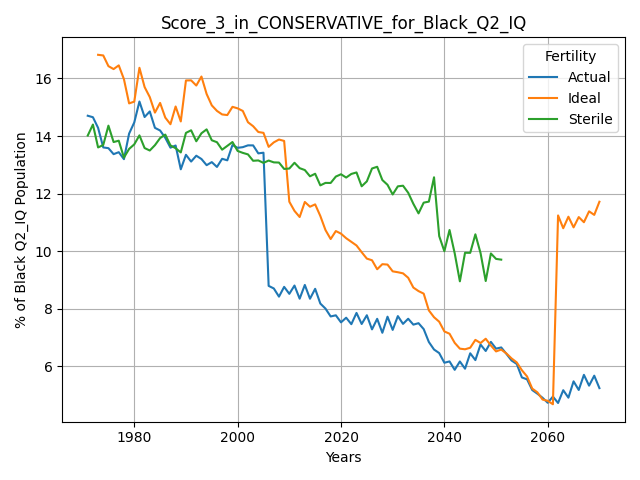 Score_3_in_CONSERVATIVE_for_Black_Q2_IQ
Fertility
Actual
Ideal
Sterile
% of Black Q2_IQ Population
16
14
12
10
8
6
1980
2000
2020
2040
2060
Years